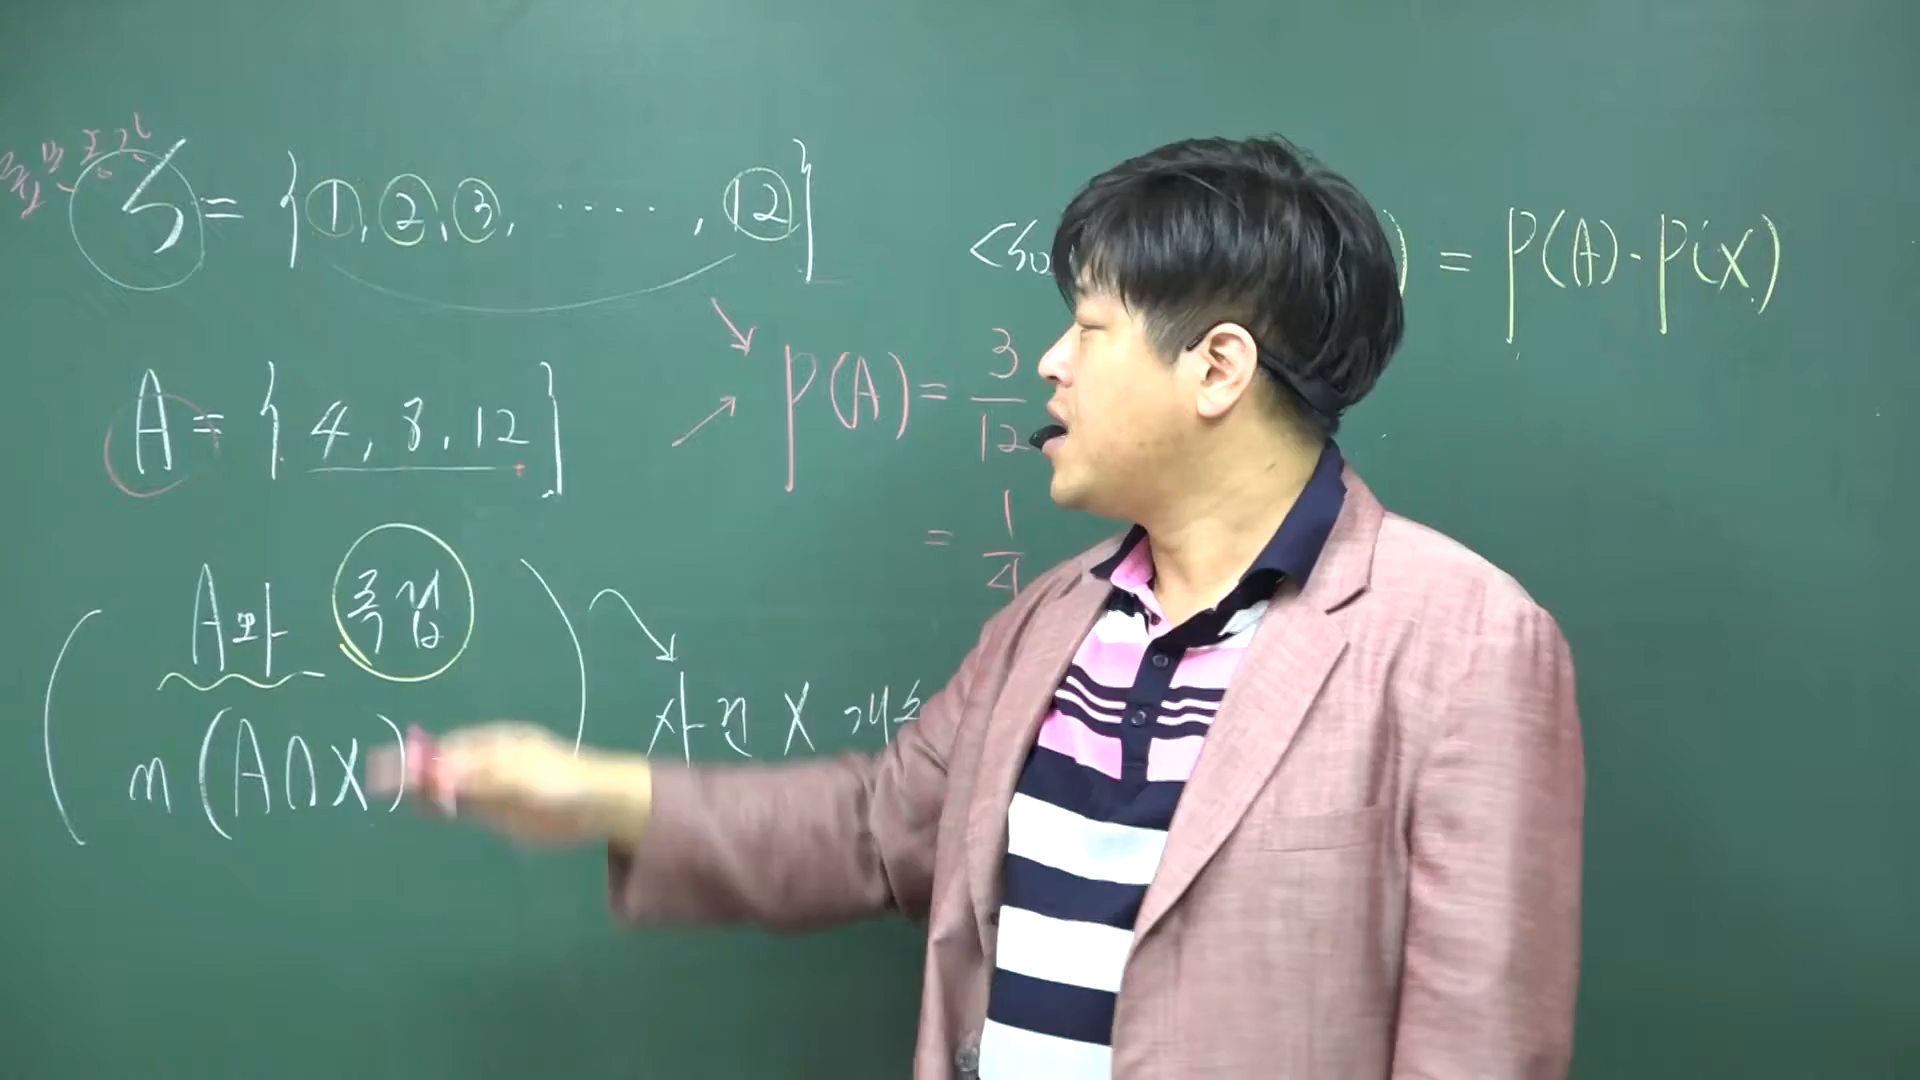 S = {①, ②, ③, ‥‥, ⑫}
A = {4, 8, 12}
P(A) = 3/12
= 1/4
<So
) = P(A)·P(X)
(A와 독립
n(A∩X)
)
사건 X 개수